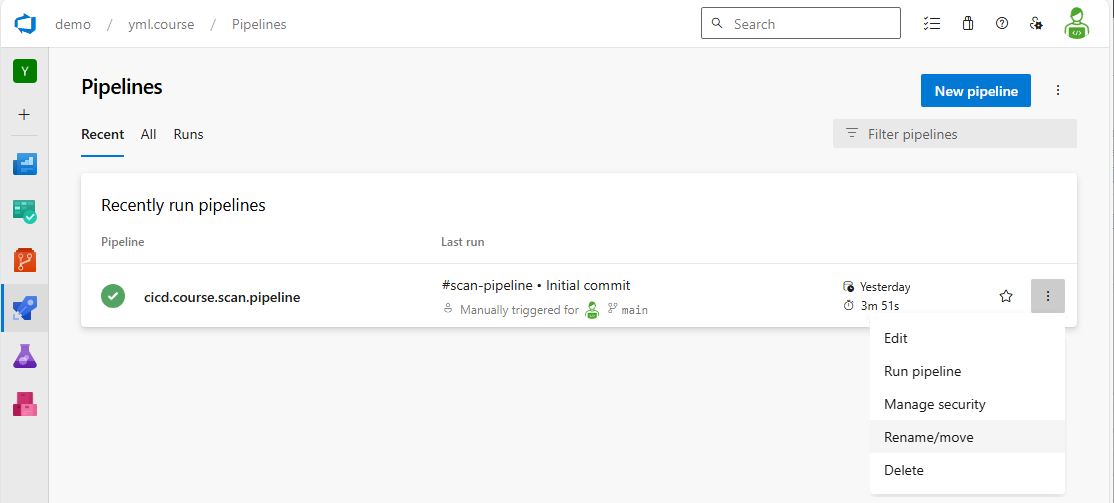 demo / yml.course / Pipelines
Search
Y
Pipelines
New pipeline
Recent All Runs
Filter pipelines
Recently run pipelines
Pipeline Last run
cicd.course.scan.pipeline
#scan-pipeline • Initial commit
Manually triggered for main
Yesterday
3m 51s
Edit
Run pipeline
Manage security
Rename/move
Delete